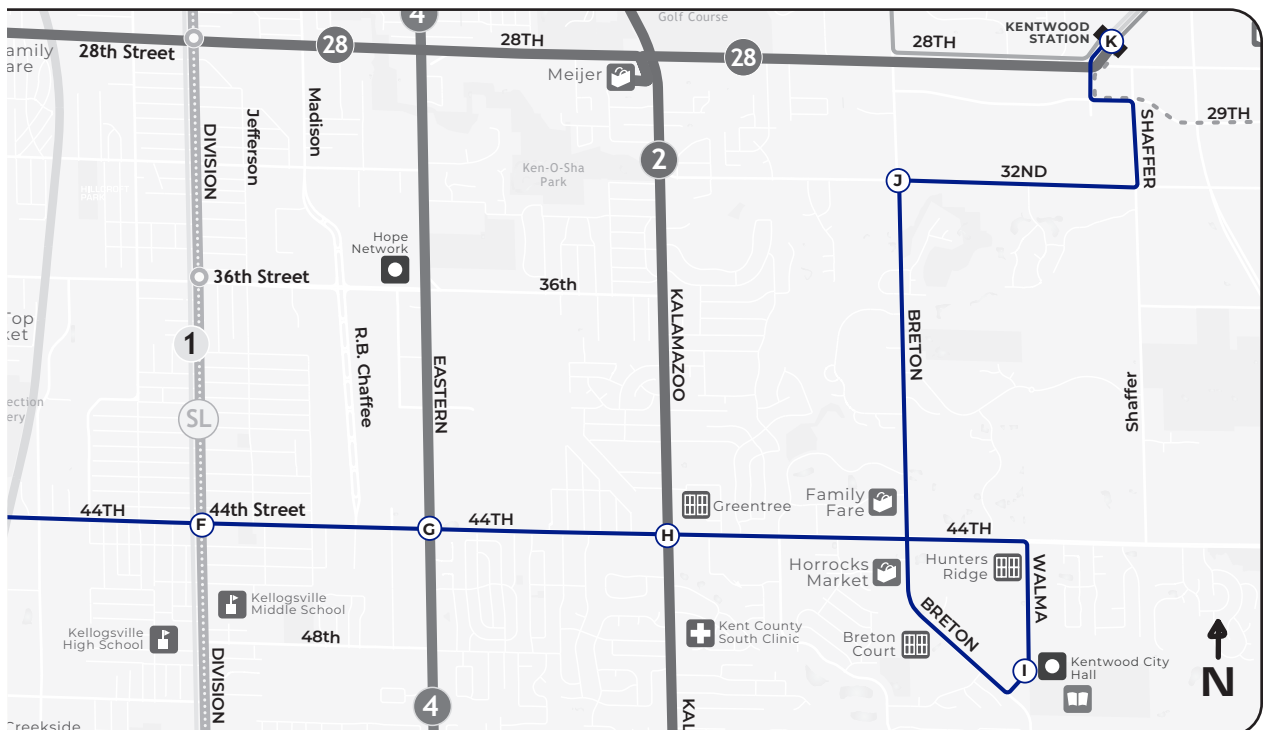 4
Golf Course
KENTWOOD
STATION
K
28th Street
28
28TH
28
28TH
amily
are
Meijer
29TH
DIVISION
Jefferson
Madison
SHAFFER
2
Ken-O-Sha
Park
J
32ND
HILLCROFT
PARK
Hope
Network
36th Street
36th
KALAMAZOO
BRETON
Top
ket
1
R.B. Chaffee
EASTERN
Shaffer
ection
ery
SL
Greentree
Family
Fare
44TH
F
44th Street
G
44TH
H
44TH
Horrocks
Market
Hunters
Ridge
WALMA
Kellogsville
Middle School
BRETON
Kellogsville
High School
48th
Kent County
South Clinic
Breton
Court
I
Kentwood City
Hall
DIVISION
4
KAL
N
Creekside